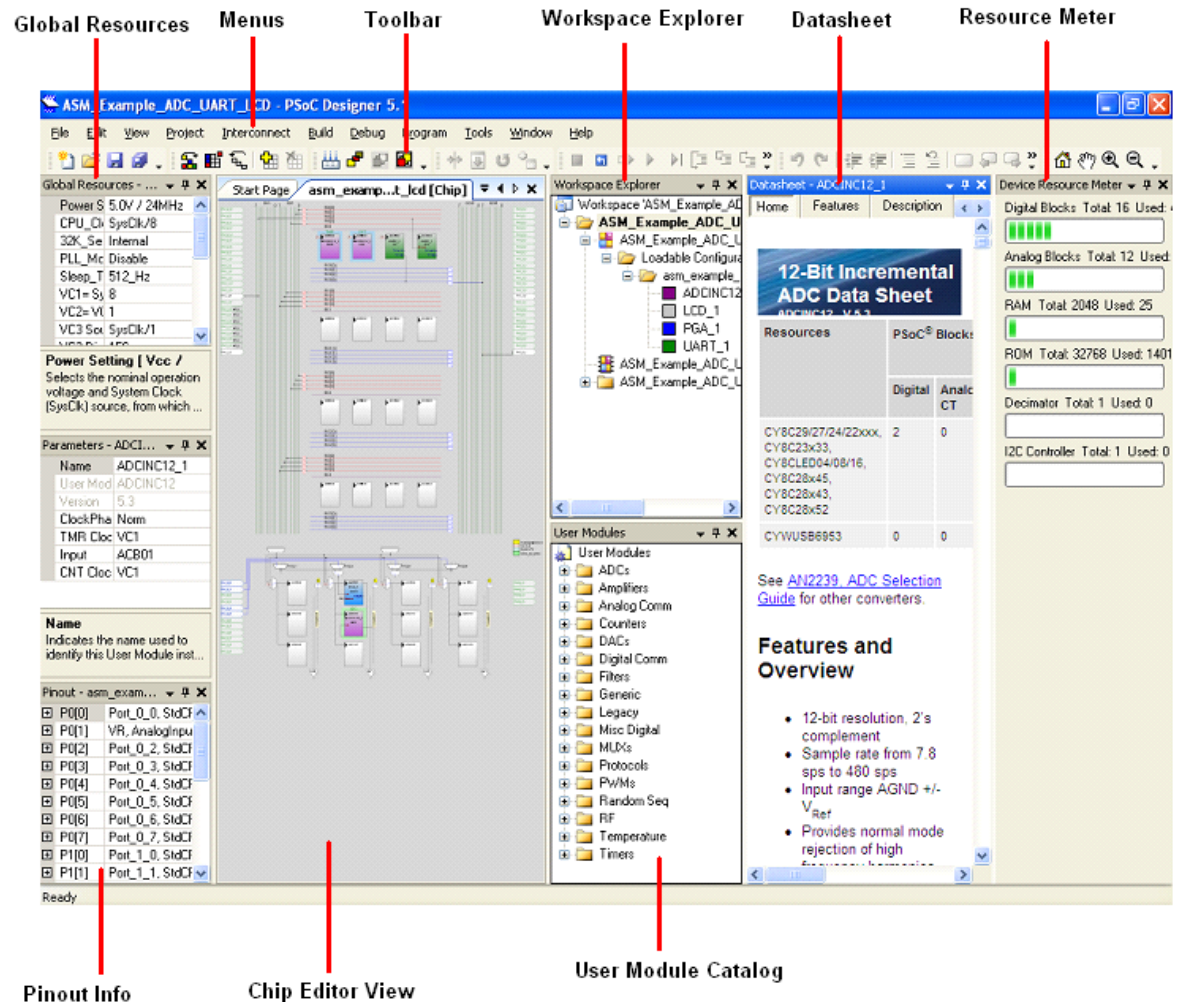 Global Resources
Menus
Toolbar
Workspace Explorer
Datasheet
Resource Meter
ASM_Example_ADC_UART_LCD - PSoC Designer 5.
File Edit View Project Interconnect Build Debug Program Tools Window Help
Global Resources - ...
Power S 5.0V / 24MHz
CPU_Clo SysClk/8
32K_Se Internal
PLL_Mo Disable
Sleep_T 512_Hz
VC1= Sy 8
VC2= V 1
VC3 Sou SysClk/1
Power Setting [ Vcc /
Selects the nominal operation
voltage and System Clock
(SysClk) source, from which ...
Parameters - ADCI...
Name ADCINC12_1
User Mod ADCINC12
Version 5.3
ClockPha Norm
TMR Cloc VC1
Input ACB01
CNT Cloc VC1
Name
Indicates the name used to
identify this User Module inst...
Pinout - asm_exam...
P0[0] Port_0_0, StdCF
P0[1] VR, AnalogInpu
P0[2] Port_0_2, StdCF
P0[3] Port_0_3, StdCF
P0[4] Port_0_4, StdCF
P0[5] Port_0_5, StdCF
P0[6] Port_0_6, StdCF
P0[7] Port_0_7, StdCF
P1[0] Port_1_0, StdCF
P1[1] Port_1_1, StdCF
Ready
Start Page
asm_examp...t_lcd [Chip]
Workspace Explorer
Workspace 'ASM_Example_AD
ASM_Example_ADC_U
ASM_Example_ADC_U
Loadable Configura
asm_example_
ADCINC12
LCD_1
PGA_1
UART_1
ASM_Example_ADC_U
ASM_Example_ADC_U
User Modules
User Modules
ADCs
Amplifiers
Analog Comm
Counters
DACs
Digital Comm
Filters
Generic
Legacy
Misc Digital
MUXs
Protocols
PWMs
Random Seq
RF
Temperature
Timers
Datasheet - ADCINC12_1
Home Features Description
12-Bit Incremental
ADC Data Sheet
ADCINC12 V 5.3
Resources PSoC® Blocks
Digital Analo
CT
CY8C29/27/24/22xxx, 2 0
CY8C23x33,
CY8CLED04/08/16,
CY8C28x45,
CY8C28x43,
CY8C28x52
CYWUSB6953 0 0
See AN2239, ADC Selection
Guide for other converters.
Features and
Overview
• 12-bit resolution, 2's
complement
• Sample rate from 7.8
sps to 480 sps
• Input range AGND +/-
VRef
• Provides normal mode
rejection of high
frequency harmonics
Device Resource Meter
Digital Blocks Total: 16 Used:
Analog Blocks Total: 12 Used:
RAM Total: 2048 Used: 25
ROM Total: 32768 Used: 1401
Decimator Total: 1 Used: 0
I2C Controller Total: 1 Used: 0
Pinout Info
Chip Editor View
User Module Catalog